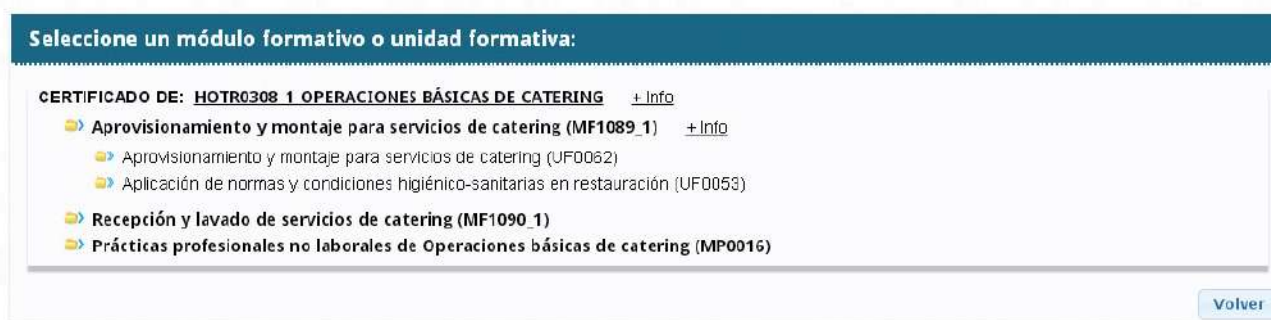 Seleccione un módulo formativo o unidad formativa:
CERTIFICADO DE: HOTR0308_1 OPERACIONES BÁSICAS DE CATERING + Info
Aprovisionamiento y montaje para servicios de catering (MF1089_1) + Info
Aprovisionamiento y montaje para servicios de catering (UF0062)
Aplicación de normas y condiciones higiénico-sanitarias en restauración (UF0053)
Recepción y lavado de servicios de catering (MF1090_1)
Prácticas profesionales no laborales de Operaciones básicas de catering (MP0016)
Volver